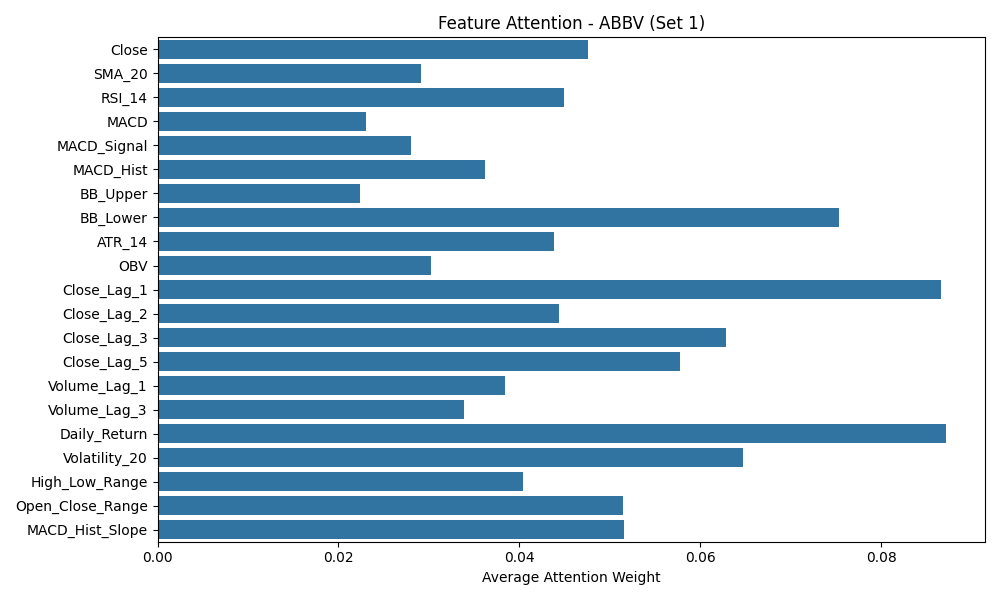 Feature Attention - ABBV (Set 1)
Close
SMA_20
RSI_14
MACD
MACD_Signal
MACD_Hist
BB_Upper
BB_Lower
ATR_14
OBV
Close_Lag_1
Close_Lag_2
Close_Lag_3
Close_Lag_5
Volume_Lag_1
Volume_Lag_3
Daily_Return
Volatility_20
High_Low_Range
Open_Close_Range
MACD_Hist_Slope
0.00 0.02 0.04 0.06 0.08
Average Attention Weight